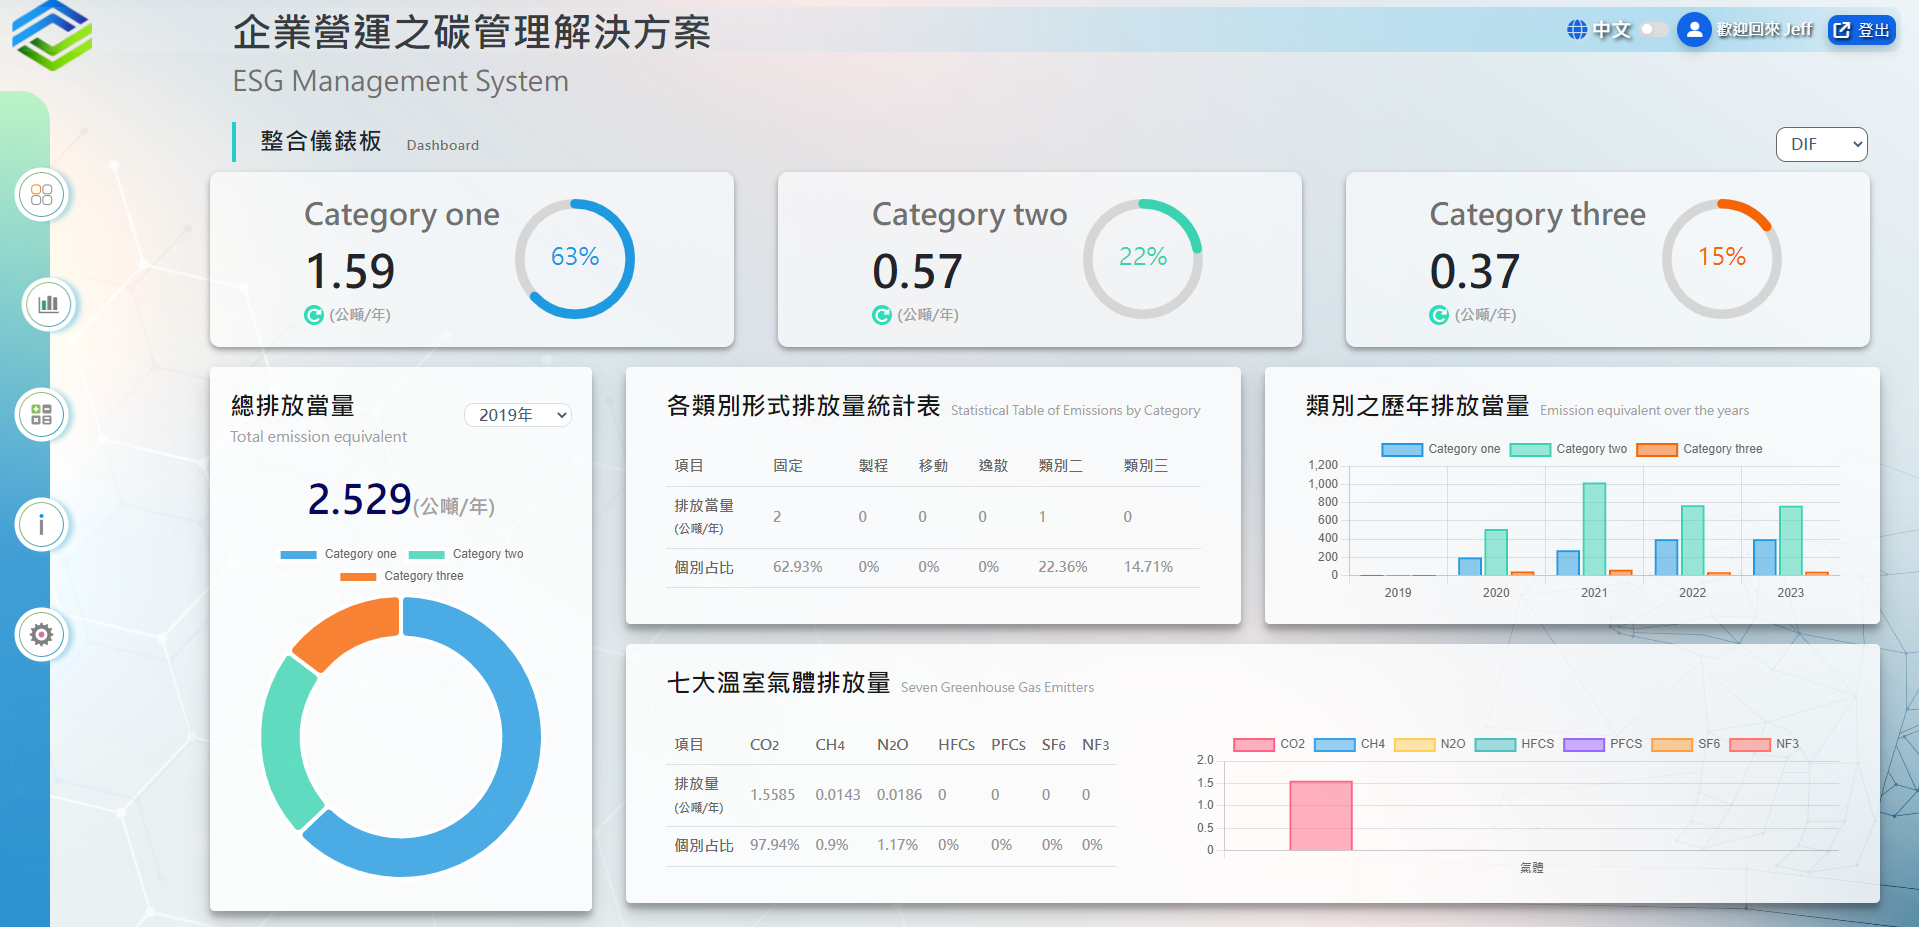 企業營運之碳管理解決方案
ESG Management System
中文
歡迎回來 Jeff
登出
整合儀錶板 Dashboard
DIF
Category one
1.59
(公噸/年)
63%
Category two
0.57
(公噸/年)
22%
Category three
0.37
(公噸/年)
15%
總排放當量
Total emission equivalent
2019年
2.529(公噸/年)
Category one Category two
Category three
各類別形式排放量統計表 Statistical Table of Emissions by Category
項目 固定 製程 移動 逸散 類別二 類別三
排放當量
(公噸/年) 2 0 0 0 1 0
個別占比 62.93% 0% 0% 0% 22.36% 14.71%
類別之歷年排放當量 Emission equivalent over the years
Category one Category two Category three
1,200
1,000
800
600
400
200
0
2019 2020 2021 2022 2023
七大溫室氣體排放量 Seven Greenhouse Gas Emitters
項目 CO2 CH4 N2O HFCs PFCs SF6 NF3
排放量
(公噸/年) 1.5585 0.0143 0.0186 0 0 0 0
個別占比 97.94% 0.9% 1.17% 0% 0% 0% 0%
CO2 CH4 N2O HFCS PFCS SF6 NF3
2.0
1.5
1.0
0.5
0
氣體